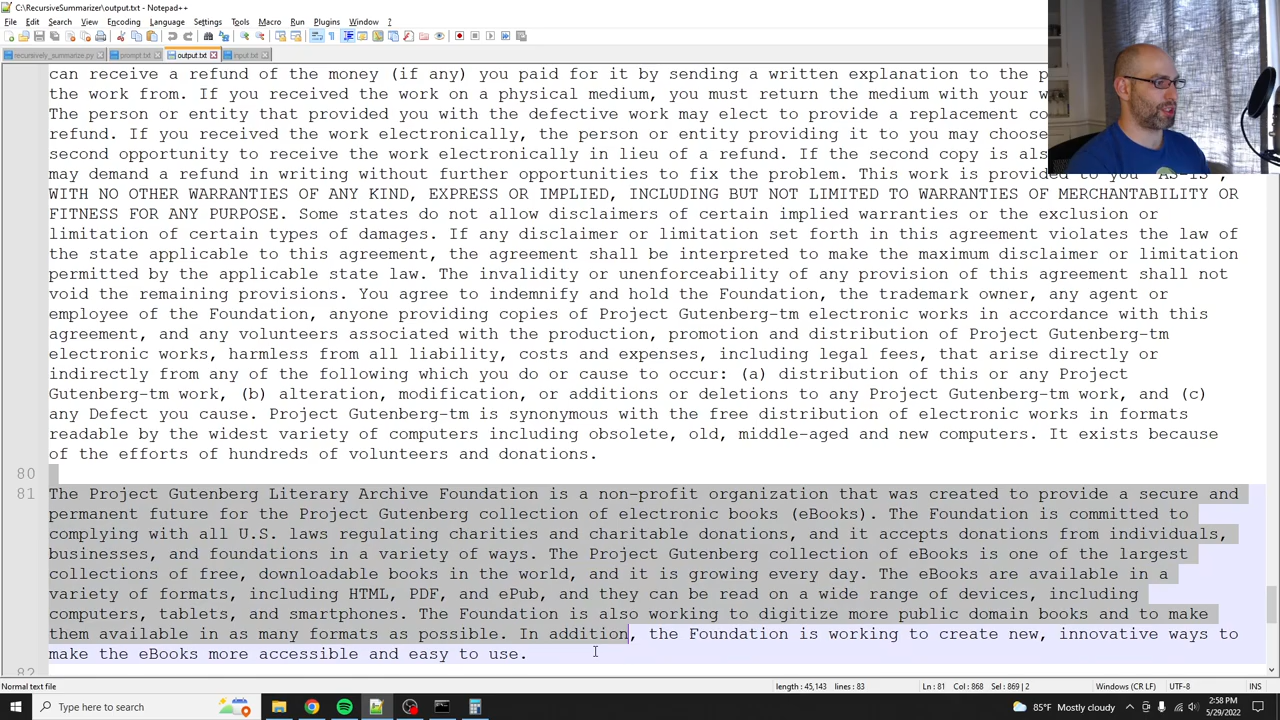 C:\RecursiveSummarizer\output.txt - Notepad++
File Edit Search View Encoding Language Settings Tools Macro Run Plugins Window ?
recursively_summarize.py prompt.txt output.txt input.txt
can receive a refund of the money (if any) you paid for it by sending a written explanation to the p
the work from. If you received the work on a physical medium, you must return the medium with your w
The person or entity that provided you with the defective work may elect to provide a replacement co
refund. If you received the work electronically, the person or entity providing it to you may choose
second opportunity to receive the work electronically in lieu of a refund. If the second copy is als
may demand a refund in writing without further opportunities to fix the problem. This work is provided to you "AS-IS",
WITH NO OTHER WARRANTIES OF ANY KIND, EXPRESS OR IMPLIED, INCLUDING BUT NOT LIMITED TO WARRANTIES OF MERCHANTABILITY OR
FITNESS FOR ANY PURPOSE. Some states do not allow disclaimers of certain implied warranties or the exclusion or
limitation of certain types of damages. If any disclaimer or limitation set forth in this agreement violates the law of
the state applicable to this agreement, the agreement shall be interpreted to make the maximum disclaimer or limitation
permitted by the applicable state law. The invalidity or unenforceability of any provision of this agreement shall not
void the remaining provisions. You agree to indemnify and hold the Foundation, the trademark owner, any agent or
employee of the Foundation, anyone providing copies of Project Gutenberg-tm electronic works in accordance with this
agreement, and any volunteers associated with the production, promotion and distribution of Project Gutenberg-tm
electronic works, harmless from all liability, costs and expenses, including legal fees, that arise directly or
indirectly from any of the following which you do or cause to occur: (a) distribution of this or any Project
Gutenberg-tm work, (b) alteration, modification, or additions or deletions to any Project Gutenberg-tm work, and (c)
any Defect you cause. Project Gutenberg-tm is synonymous with the free distribution of electronic works in formats
readable by the widest variety of computers including obsolete, old, middle-aged and new computers. It exists because
of the efforts of hundreds of volunteers and donations.
80
81 The Project Gutenberg Literary Archive Foundation is a non-profit organization that was created to provide a secure and
permanent future for the Project Gutenberg collection of electronic books (eBooks). The Foundation is committed to
complying with all U.S. laws regulating charities and charitable donations, and it accepts donations from individuals,
businesses, and foundations in a variety of ways. The Project Gutenberg collection of eBooks is one of the largest
collections of free, downloadable books in the world, and it is growing every day. The eBooks are available in a
variety of formats, including HTML, PDF, and ePub, and they can be read on a wide range of devices, including
computers, tablets, and smartphones. The Foundation is also working to digitize more public domain books and to make
them available in as many formats as possible. In addition, the Foundation is working to create new, innovative ways to
make the eBooks more accessible and easy to use.
82
Normal text file length : 45,143 lines : 83 Ln : 81 Col : 868 Sel : 869 | 2 Windows (CR LF) UTF-8 INS
Type here to search 85°F Mostly cloudy 2:58 PM
5/29/2022